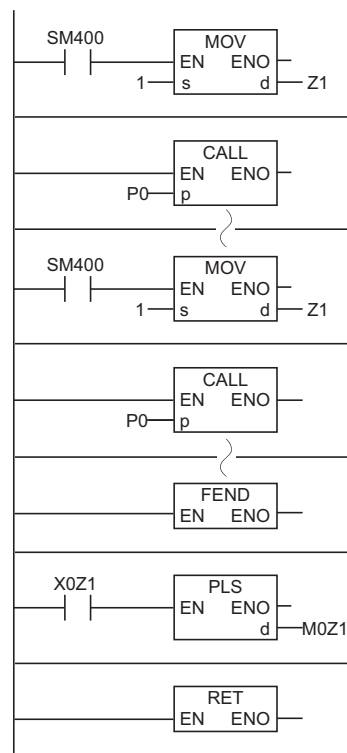 SM400
MOV
EN ENO
1 s d Z1
CALL
EN ENO
P0 p
SM400
MOV
EN ENO
1 s d Z1
CALL
EN ENO
P0 p
FEND
EN ENO
X0Z1
PLS
EN ENO
d M0Z1
RET
EN ENO